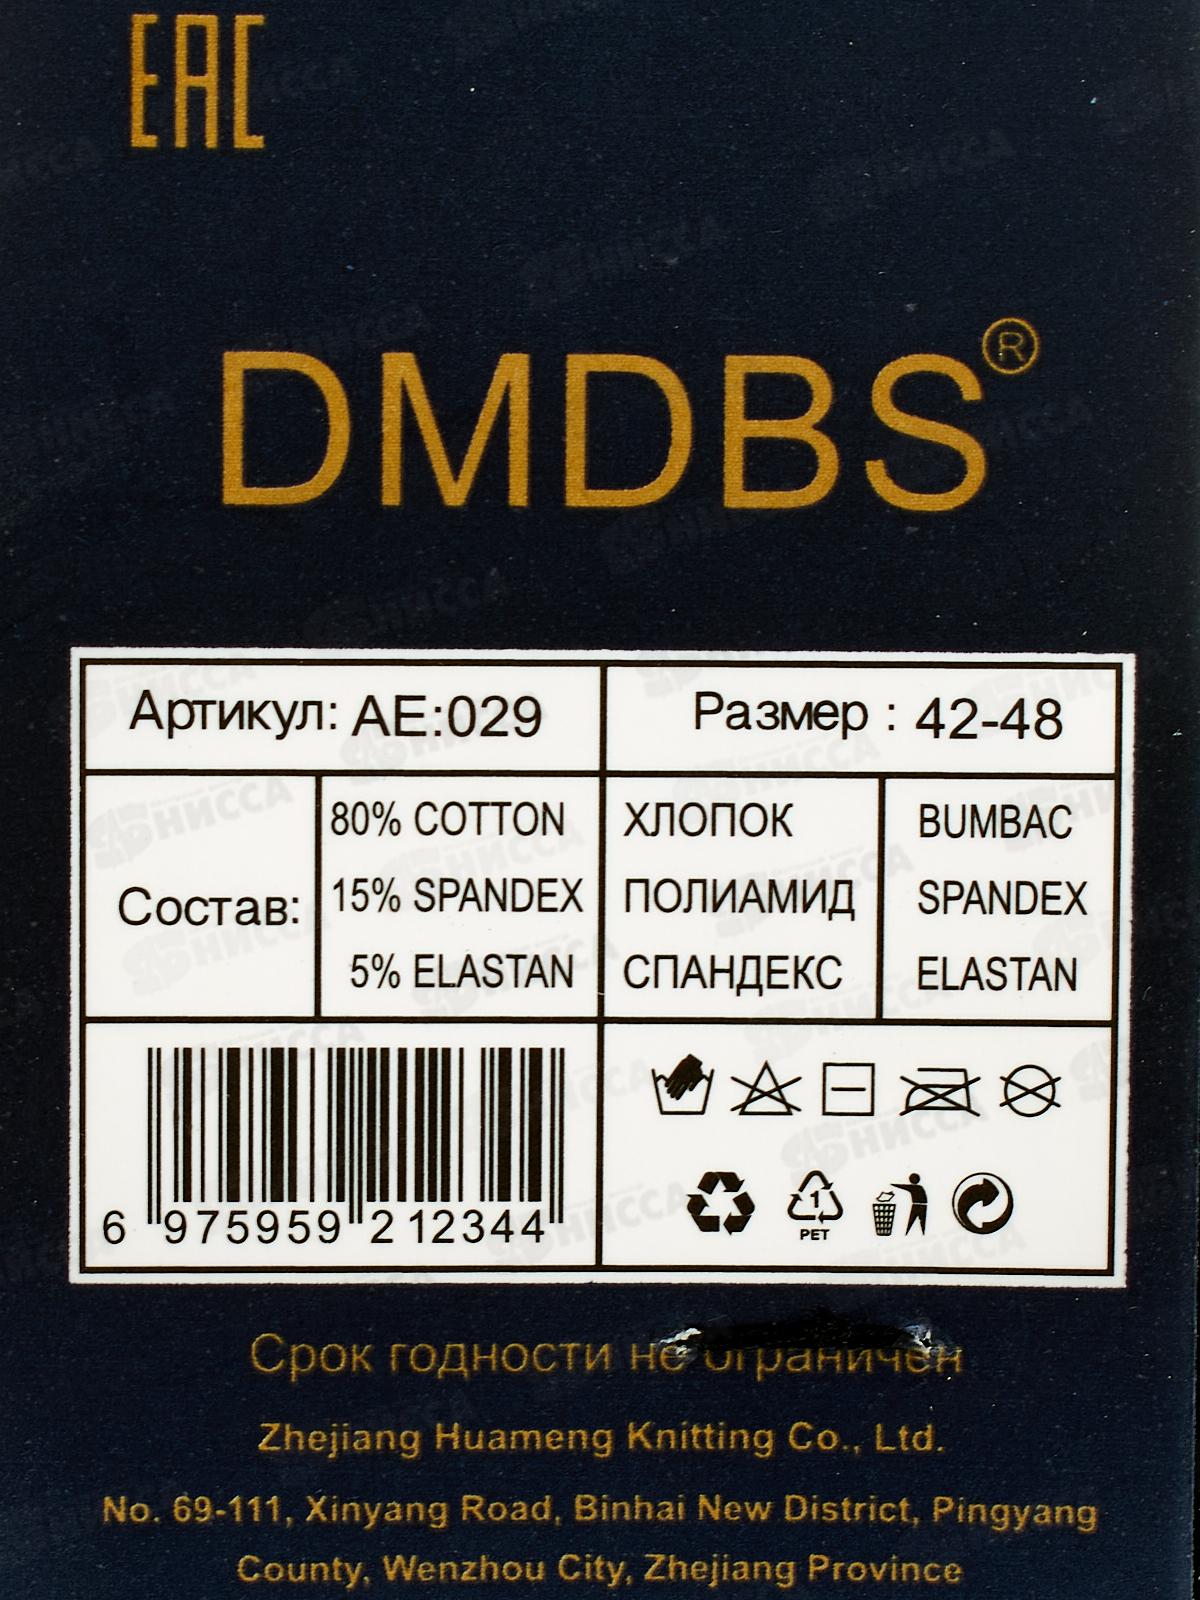 EAC
DMDBS®
Артикул: AE:029
Размер : 42-48
Состав:
80% COTTON
15% SPANDEX
5% ELASTAN
ХЛОПОК
ПОЛИАМИД
СПАНДЕКС
BUMBAC
SPANDEX
ELASTAN
6 975959 212344
1
PET
Срок годности не ограничен
Zhejiang Huameng Knitting Co., Ltd.
No. 69-111, Xinyang Road, Binhai New District, Pingyang
County, Wenzhou City, Zhejiang Province
НИССА